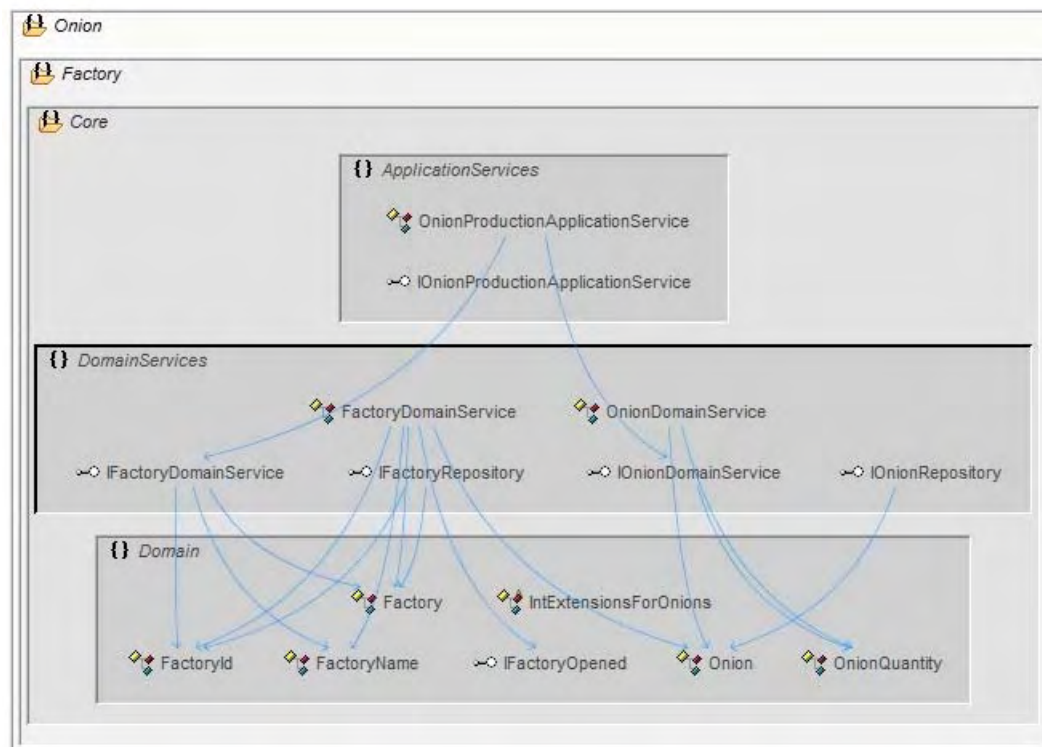 Onion
Factory
Core
{} ApplicationServices
OnionProductionApplicationService
IOnionProductionApplicationService
{} DomainServices
FactoryDomainService OnionDomainService
IFactoryDomainService IFactoryRepository IOnionDomainService IOnionRepository
{} Domain
Factory IntExtensionsForOnions
FactoryId FactoryName IFactoryOpened Onion OnionQuantity